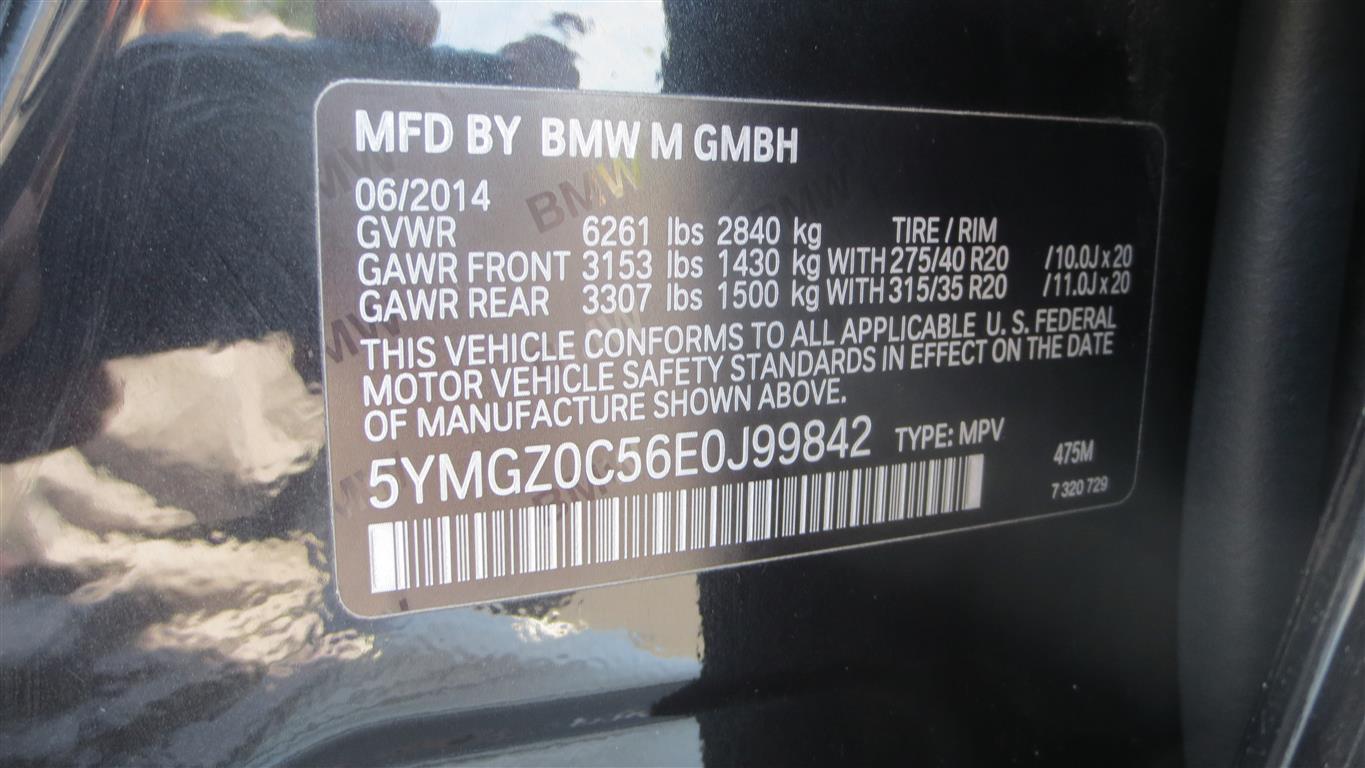 MFD BY BMW M GMBH
06/2014
GVWR 6261 lbs 2840 kg TIRE / RIM
GAWR FRONT 3153 lbs 1430 kg WITH 275/40 R20 /10.0J x 20
GAWR REAR 3307 lbs 1500 kg WITH 315/35 R20 /11.0J x 20
THIS VEHICLE CONFORMS TO ALL APPLICABLE U. S. FEDERAL
MOTOR VEHICLE SAFETY STANDARDS IN EFFECT ON THE DATE
OF MANUFACTURE SHOWN ABOVE.
5YMGZ0C56E0J99842 TYPE: MPV 475M
7 320 729